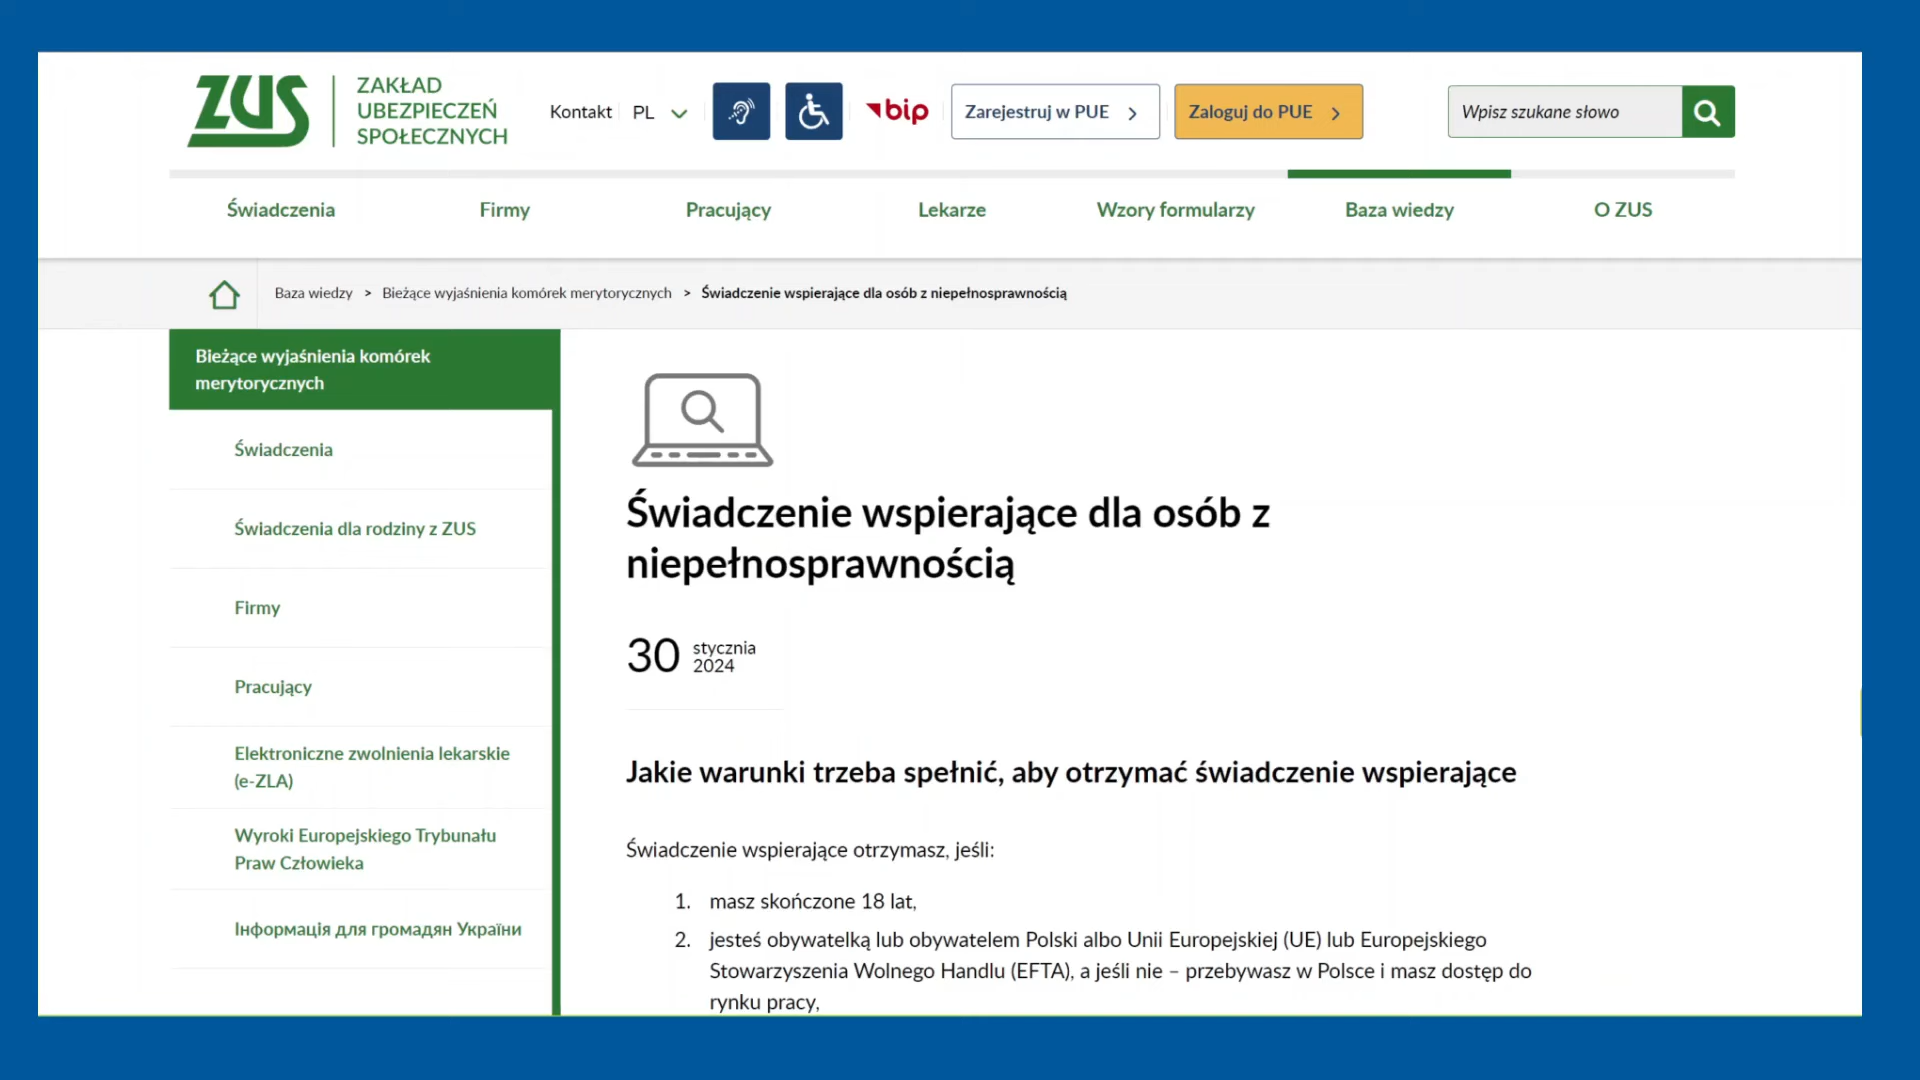 ZUS
ZAKŁAD
UBEZPIECZEŃ
SPOŁECZNYCH
Kontakt
PL
bip
Zarejestruj w PUE
Zaloguj do PUE
Wpisz szukane słowo
Świadczenia
Firmy
Pracujący
Lekarze
Wzory formularzy
Baza wiedzy
O ZUS
Baza wiedzy > Bieżące wyjaśnienia komórek merytorycznych > Świadczenie wspierające dla osób z niepełnosprawnością
Bieżące wyjaśnienia komórek
merytorycznych
Świadczenia
Świadczenia dla rodziny z ZUS
Firmy
Pracujący
Elektroniczne zwolnienia lekarskie
(e-ZLA)
Wyroki Europejskiego Trybunału
Praw Człowieka
Інформація для громадян України
Świadczenie wspierające dla osób z
niepełnosprawnością
30 stycznia
2024
Jakie warunki trzeba spełnić, aby otrzymać świadczenie wspierające
Świadczenie wspierające otrzymasz, jeśli:
1. masz skończone 18 lat,
2. jesteś obywatelką lub obywatelem Polski albo Unii Europejskiej (UE) lub Europejskiego
Stowarzyszenia Wolnego Handlu (EFTA), a jeśli nie – przebywasz w Polsce i masz dostęp do
rynku pracy,